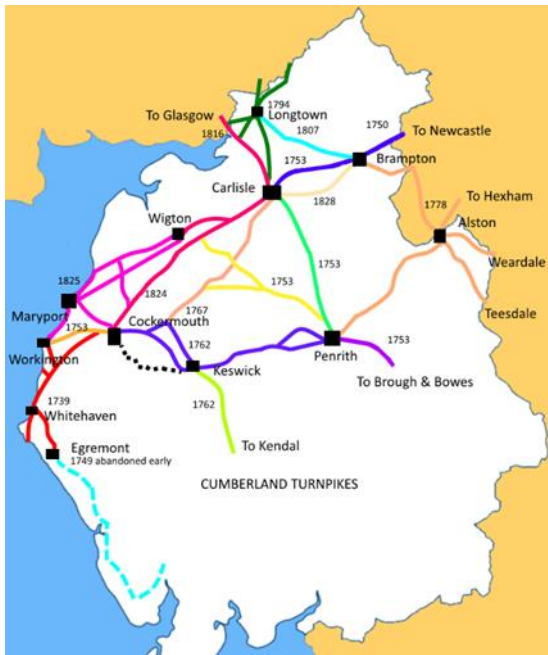 1794
Longtown
To Glasgow
1816
1807
1750
To Newcastle
1753
Brampton
Carlisle
1828
1778
To Hexham
Alston
Wigton
Weardale
1825
1753
1753
Maryport
1824
Teesdale
1767
1753
Cockermouth
1762
1753
Workington
Keswick
Penrith
To Brough & Bowes
1739
1762
Whitehaven
Egremont
To Kendal
1749 abandoned early
CUMBERLAND TURNPIKES